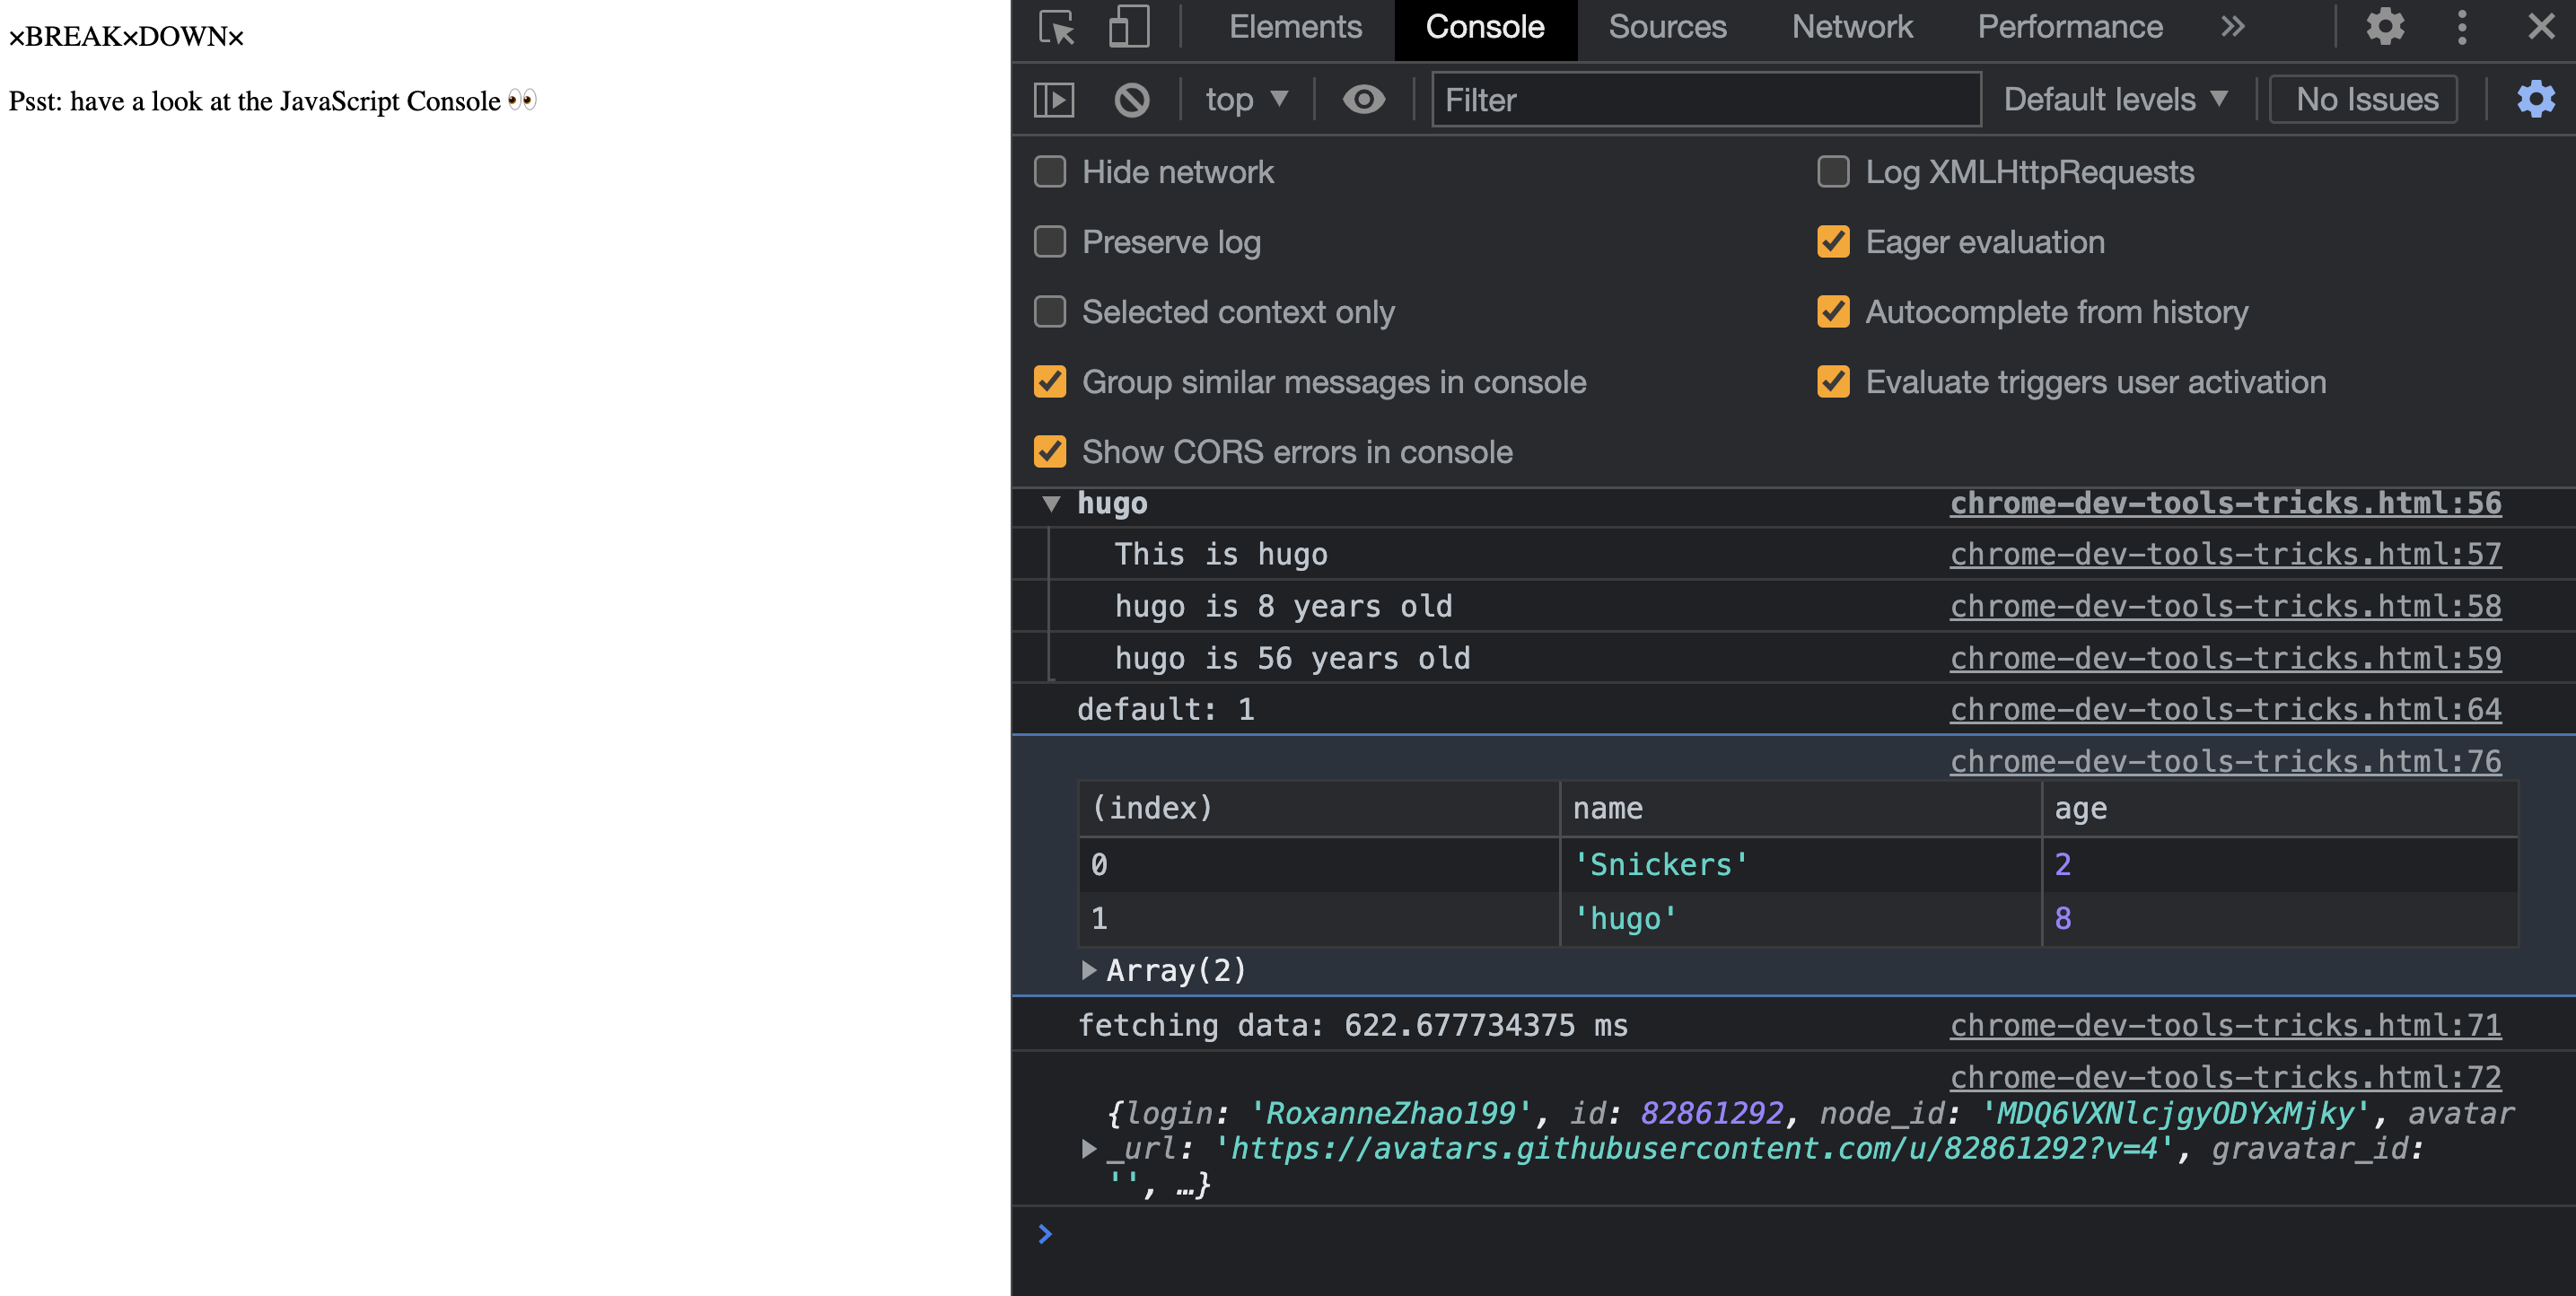 ×BREAK×DOWN×
Psst: have a look at the JavaScript Console 👀
Elements Console Sources Network Performance »
top ▼ Filter Default levels ▼ No Issues
Hide network Log XMLHttpRequests
Preserve log Eager evaluation
Selected context only Autocomplete from history
Group similar messages in console Evaluate triggers user activation
Show CORS errors in console
▼ hugo chrome-dev-tools-tricks.html:56
This is hugo chrome-dev-tools-tricks.html:57
hugo is 8 years old chrome-dev-tools-tricks.html:58
hugo is 56 years old chrome-dev-tools-tricks.html:59
default: 1 chrome-dev-tools-tricks.html:64
chrome-dev-tools-tricks.html:76
(index) name age
0 'Snickers' 2
1 'hugo' 8
▶ Array(2)
fetching data: 622.677734375 ms chrome-dev-tools-tricks.html:71
chrome-dev-tools-tricks.html:72
{login: 'RoxanneZhao199', id: 82861292, node_id: 'MDQ6VXNlcjgyODYxMjky', avatar
▶ _url: 'https://avatars.githubusercontent.com/u/82861292?v=4', gravatar_id:
'', …}
>